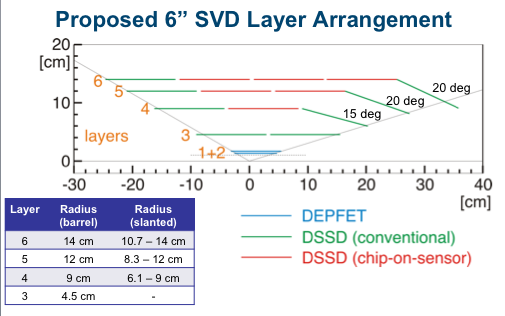 Proposed 6” SVD Layer Arrangement
20
[cm]
10
0
6
5
4
3
1+2
layers
20 deg
20 deg
15 deg
-30 -20 -10 0 10 20 30 40
[cm]
Layer Radius (barrel) Radius (slanted)
6 14 cm 10.7 – 14 cm
5 12 cm 8.3 – 12 cm
4 9 cm 6.1 – 9 cm
3 4.5 cm -
DEPFET
DSSD (conventional)
DSSD (chip-on-sensor)